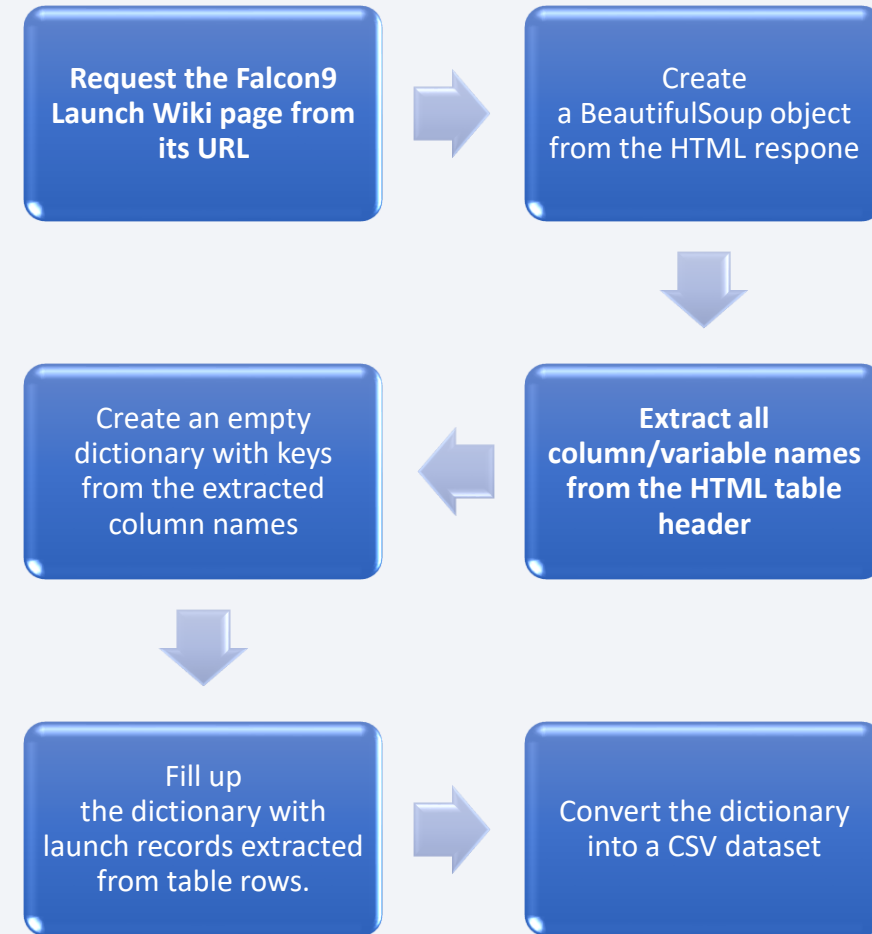 Request the Falcon9
Launch Wiki page from
its URL
Create
a BeautifulSoup object
from the HTML respone
Extract all
column/variable names
from the HTML table
header
Create an empty
dictionary with keys
from the extracted
column names
Fill up
the dictionary with
launch records extracted
from table rows.
Convert the dictionary
into a CSV dataset